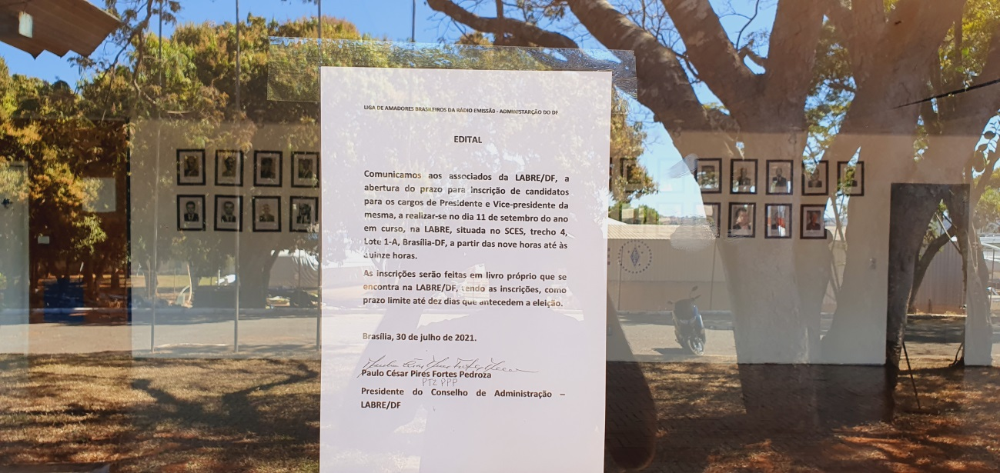 LIGA DE AMADORES BRASILEIROS DA RÁDIO EMISSÃO - ADMINISTARÇÃO DO DF
EDITAL
Comunicamos aos associados da LABRE/DF, a
abertura do prazo para inscrição de candidatos
para os cargos de Presidente e Vice-presidente da
mesma, a realizar-se no dia 11 de setembro do ano
em curso, na LABRE, situada no SCES, trecho 4,
Lote 1-A, Brasília-DF, a partir das nove horas até às
quinze horas.
As inscrições serão feitas em livro próprio que se
encontra na LABRE/DF, tendo as inscrições, como
prazo limite até dez dias que antecedem a eleição.
Brasília, 30 de julho de 2021.
Paulo César Pires Fortes Pedroza
PT2 PPP
Presidente do Conselho de Administração –
LABRE/DF